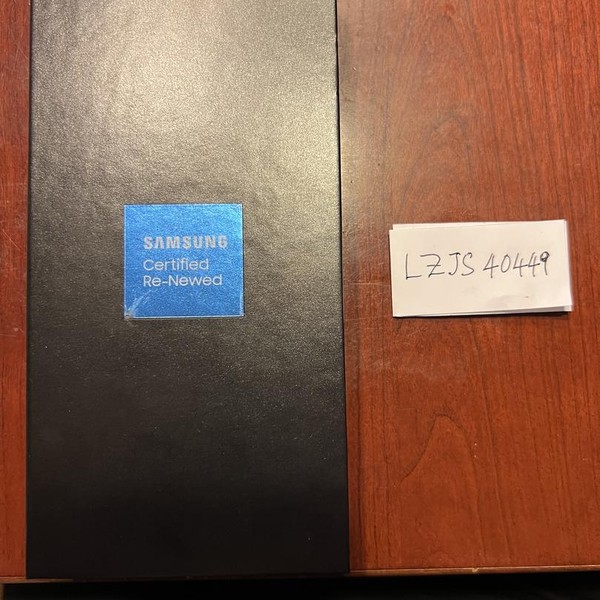 SAMSUNG
Certified
Re-Newed
LZJS 40449